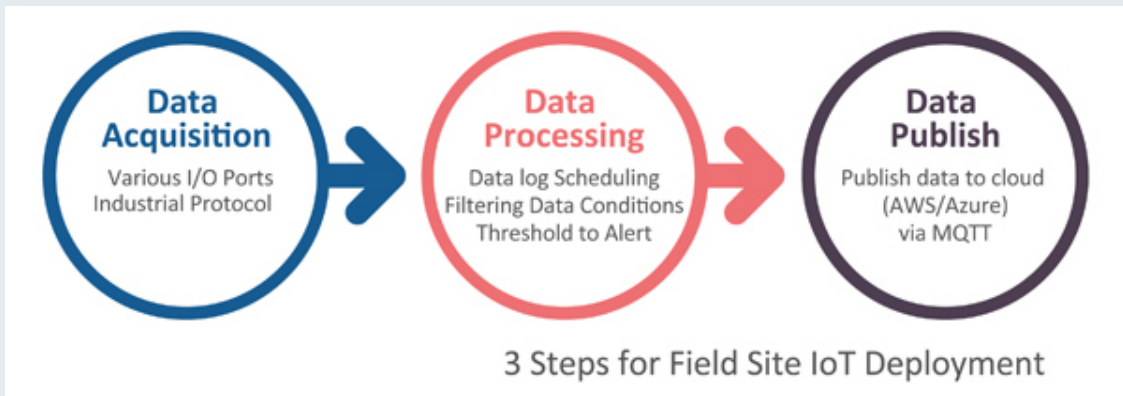 Data
Acquisition
Various I/O Ports
Industrial Protocol
Data
Processing
Data log Scheduling
Filtering Data Conditions
Threshold to Alert
Data
Publish
Publish data to cloud
(AWS/Azure)
via MQTT
3 Steps for Field Site IoT Deployment